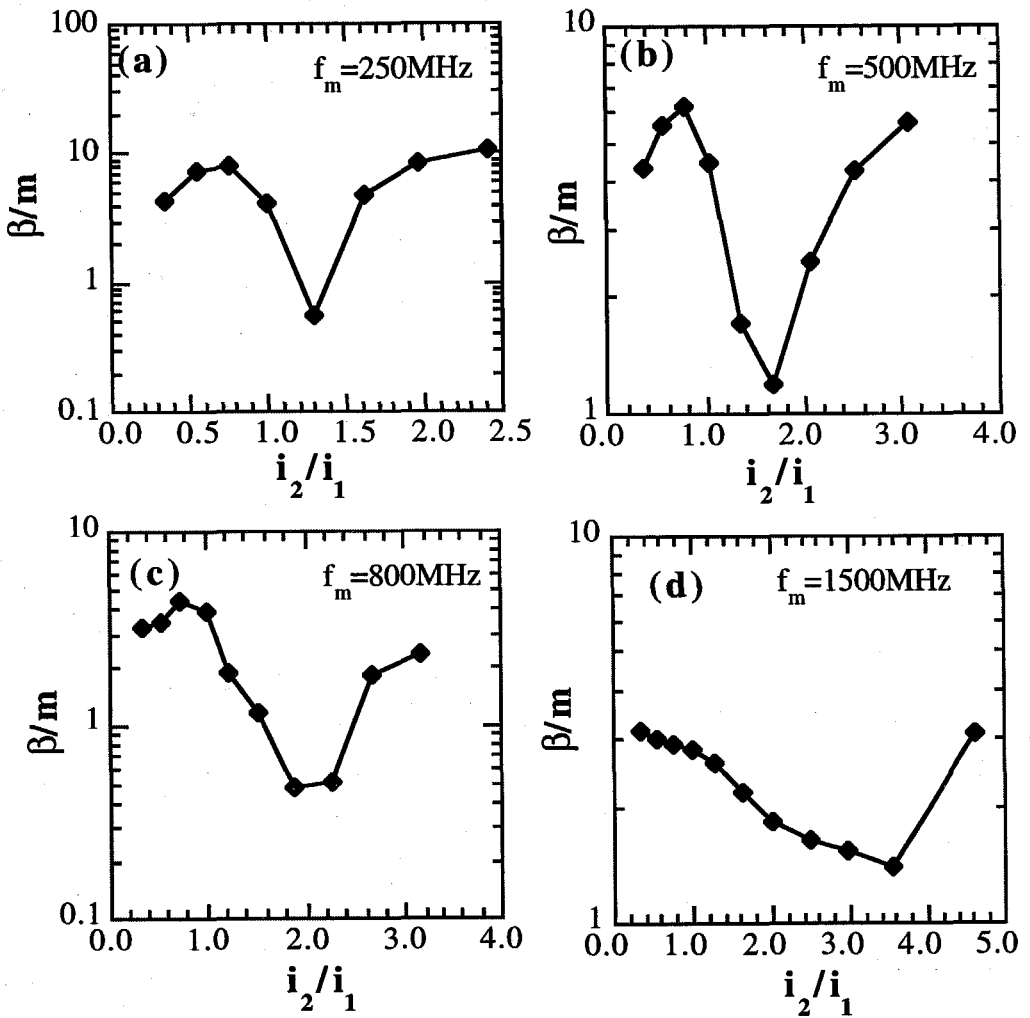 100
(a)
f_m=250MHz
10
β/m
1
0.1
0.0 0.5 1.0 1.5 2.0 2.5
i_2/i_1
10
(b)
f_m=500MHz
β/m
1
0.0 1.0 2.0 3.0 4.0
i_2/i_1
10
(c)
f_m=800MHz
β/m
1
0.1
0.0 1.0 2.0 3.0 4.0
i_2/i_1
10
(d)
f_m=1500MHz
β/m
1
0.0 1.0 2.0 3.0 4.0 5.0
i_2/i_1